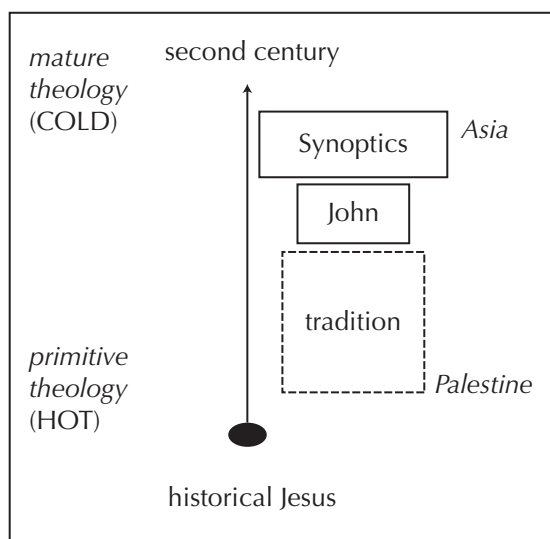 mature
theology
(COLD)
second century
Synoptics
Asia
John
tradition
primitive
theology
(HOT)
Palestine
historical Jesus